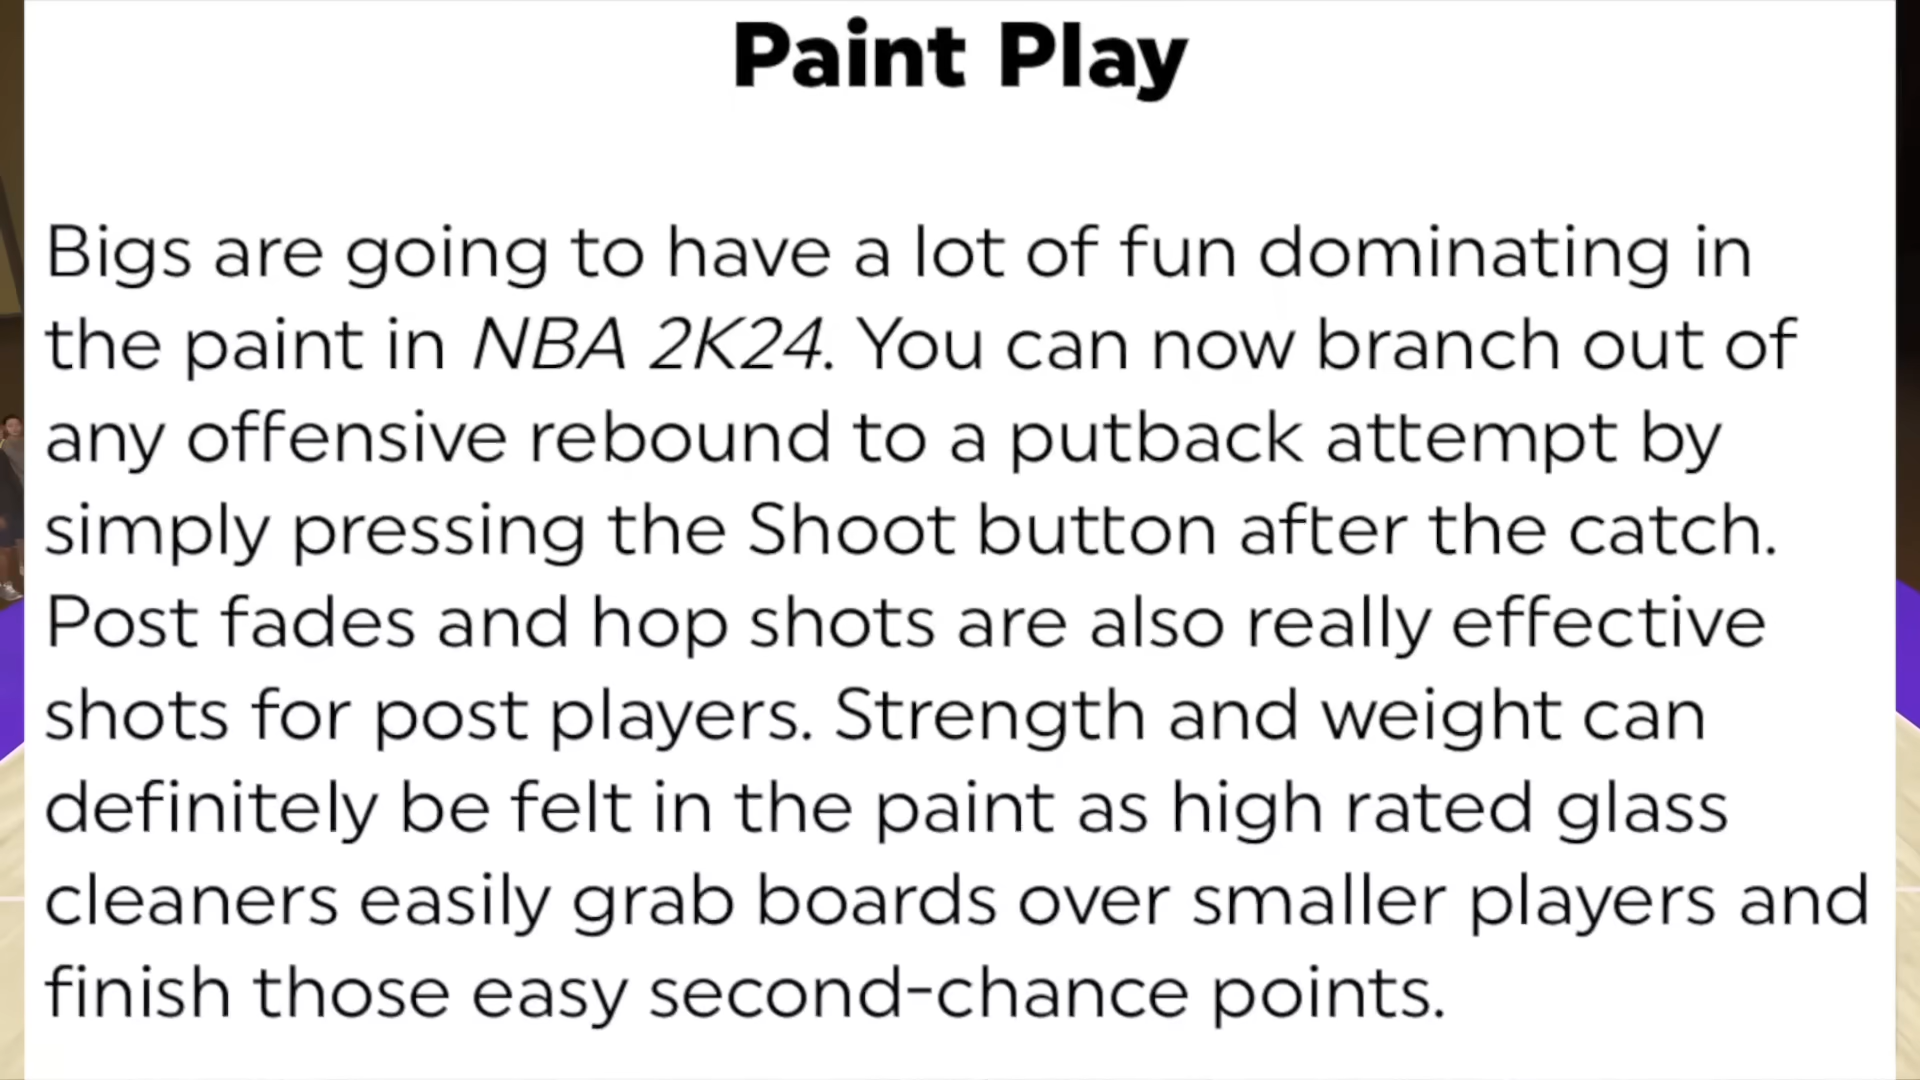 Paint Play
Bigs are going to have a lot of fun dominating in
the paint in NBA 2K24. You can now branch out of
any offensive rebound to a putback attempt by
simply pressing the Shoot button after the catch.
Post fades and hop shots are also really effective
shots for post players. Strength and weight can
definitely be felt in the paint as high rated glass
cleaners easily grab boards over smaller players and
finish those easy second-chance points.